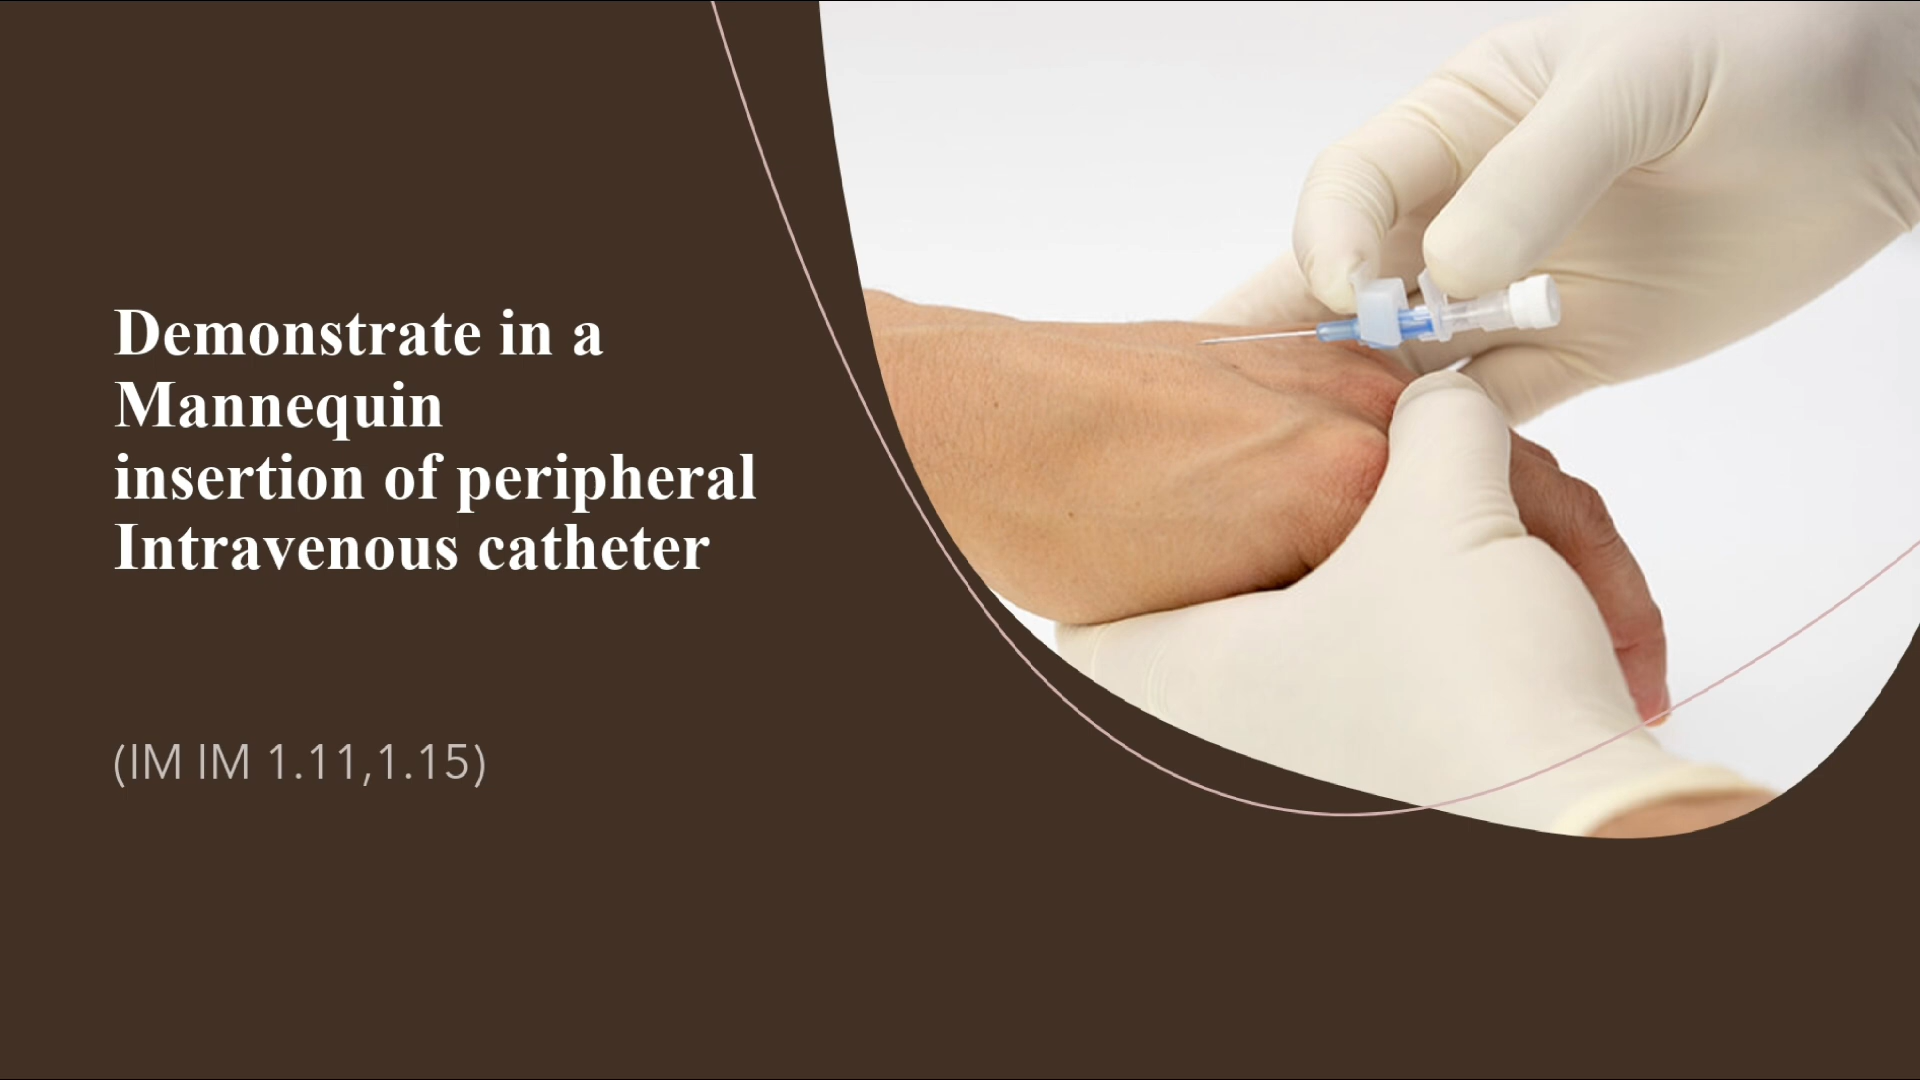 Demonstrate in a
Mannequin
insertion of peripheral
Intravenous catheter
(IM IM 1.11,1.15)